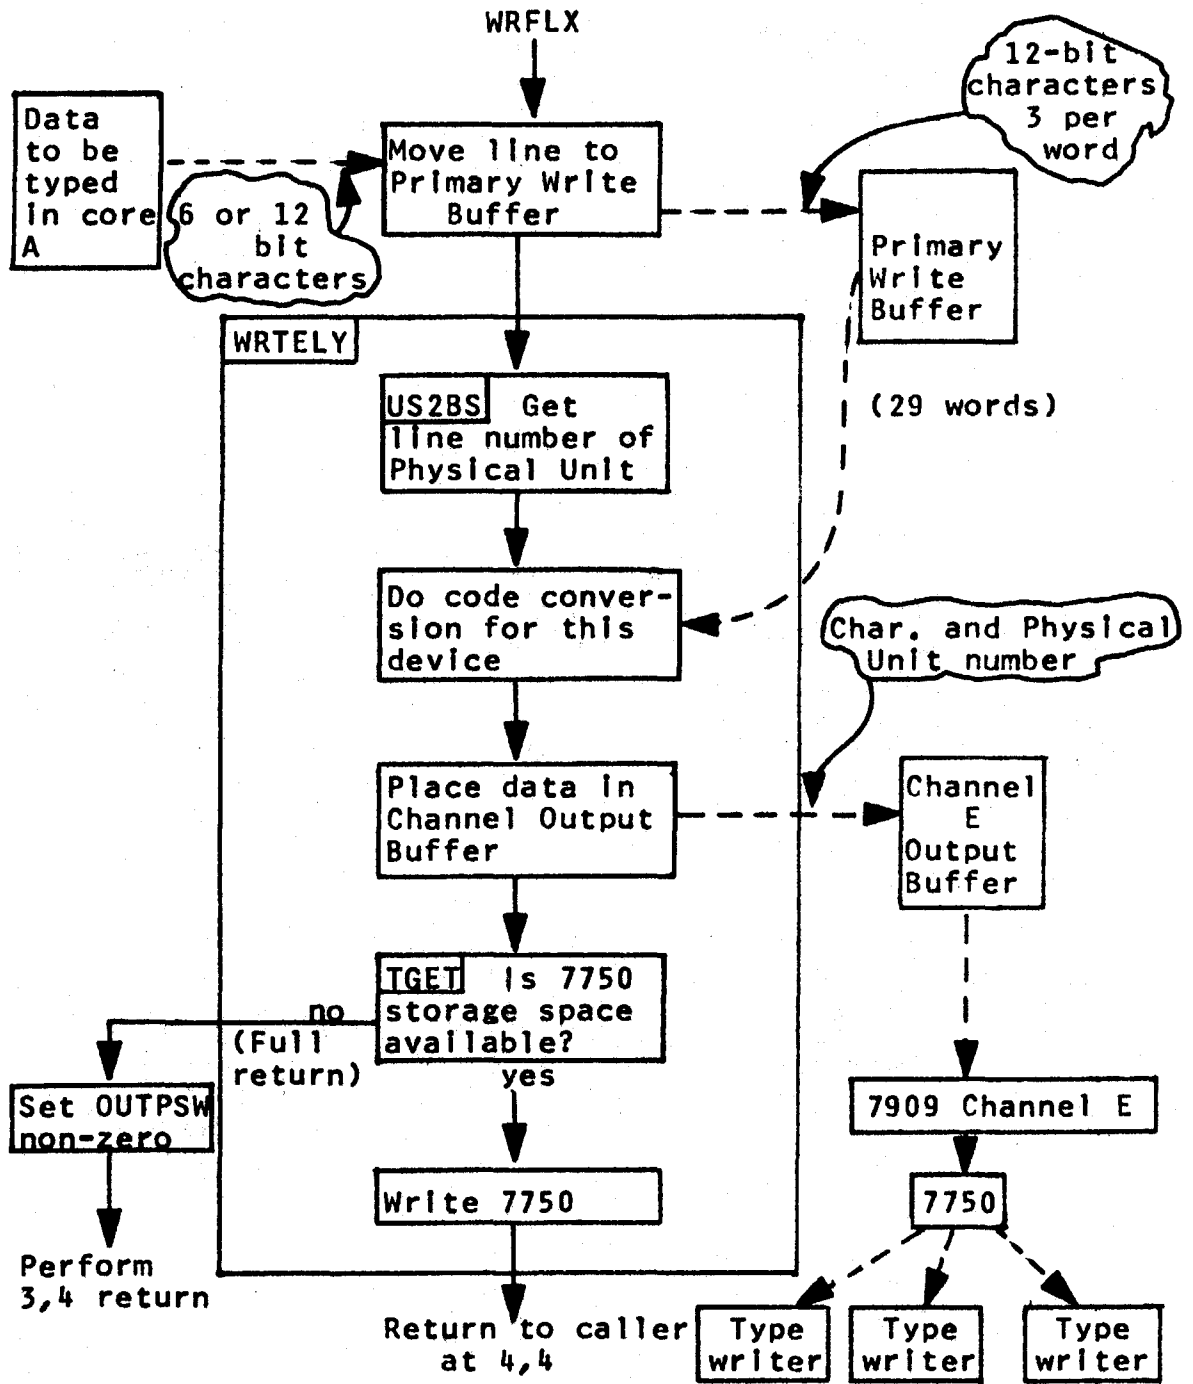 WRFLX
12-bit
characters
3 per
word
Data
to be
typed
in core
A
6 or 12
bit
characters
Move line to
Primary Write
Buffer
Primary
Write
Buffer
(29 words)
WRTELY
US2BS Get
line number of
Physical Unit
Do code conver-
sion for this
device
Char. and Physical
Unit number
Place data in
Channel Output
Buffer
Channel
E
Output
Buffer
TGET Is 7750
storage space
available?
no
(Full
return)
yes
Set OUTPSW
non-zero
Perform
3,4 return
Write 7750
Return to caller
at 4,4
7909 Channel E
7750
Type
writer
Type
writer
Type
writer